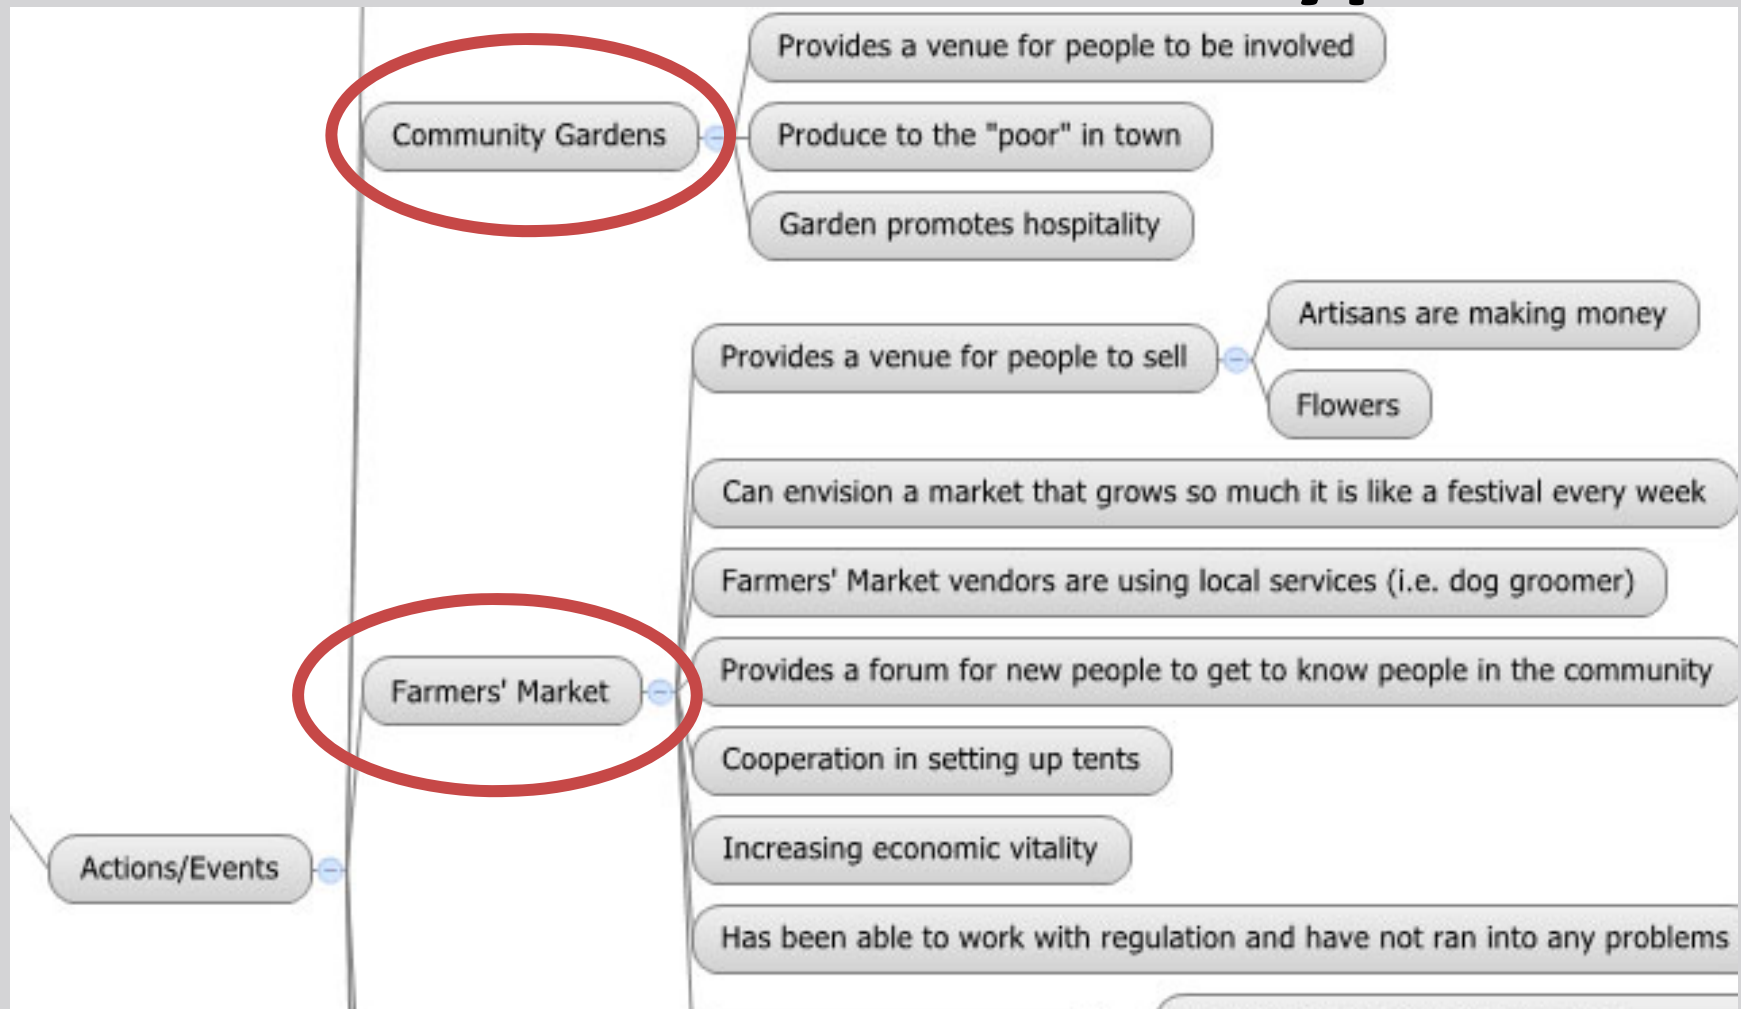 Provides a venue for people to be involved
Community Gardens
Produce to the "poor" in town
Garden promotes hospitality
Artisans are making money
Provides a venue for people to sell
Flowers
Can envision a market that grows so much it is like a festival every week
Farmers' Market vendors are using local services (i.e. dog groomer)
Provides a forum for new people to get to know people in the community
Farmers' Market
Cooperation in setting up tents
Increasing economic vitality
Actions/Events
Has been able to work with regulation and have not ran into any problems